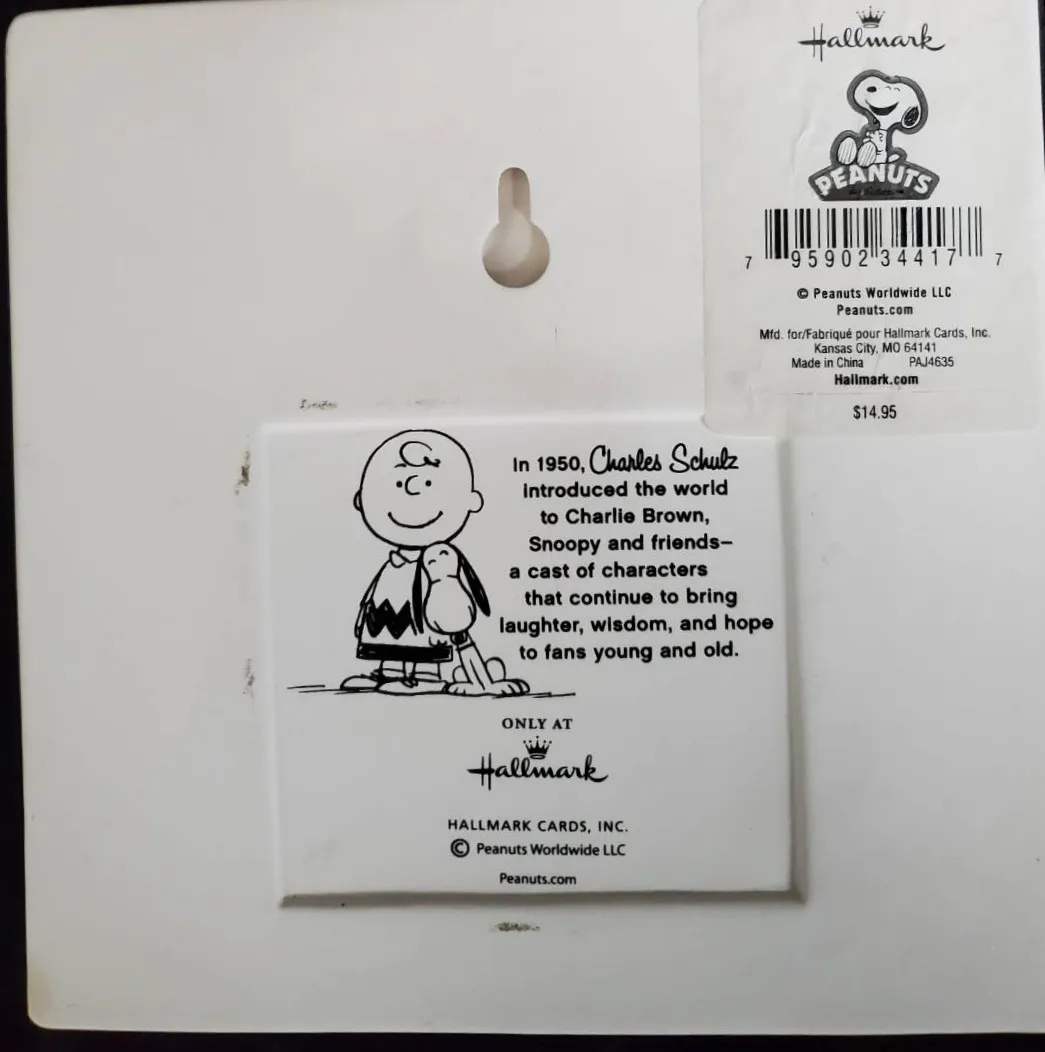 Hallmark
PEANUTS
7 95902 34417 7
© Peanuts Worldwide LLC
Peanuts.com
Mfd. for/Fabriqué pour Hallmark Cards, Inc.
Kansas City, MO 64141
Made in China PAJ4635
Hallmark.com
$14.95
In 1950, Charles Schulz
introduced the world
to Charlie Brown,
Snoopy and friends–
a cast of characters
that continue to bring
laughter, wisdom, and hope
to fans young and old.
ONLY AT
Hallmark
HALLMARK CARDS, INC.
© Peanuts Worldwide LLC
Peanuts.com